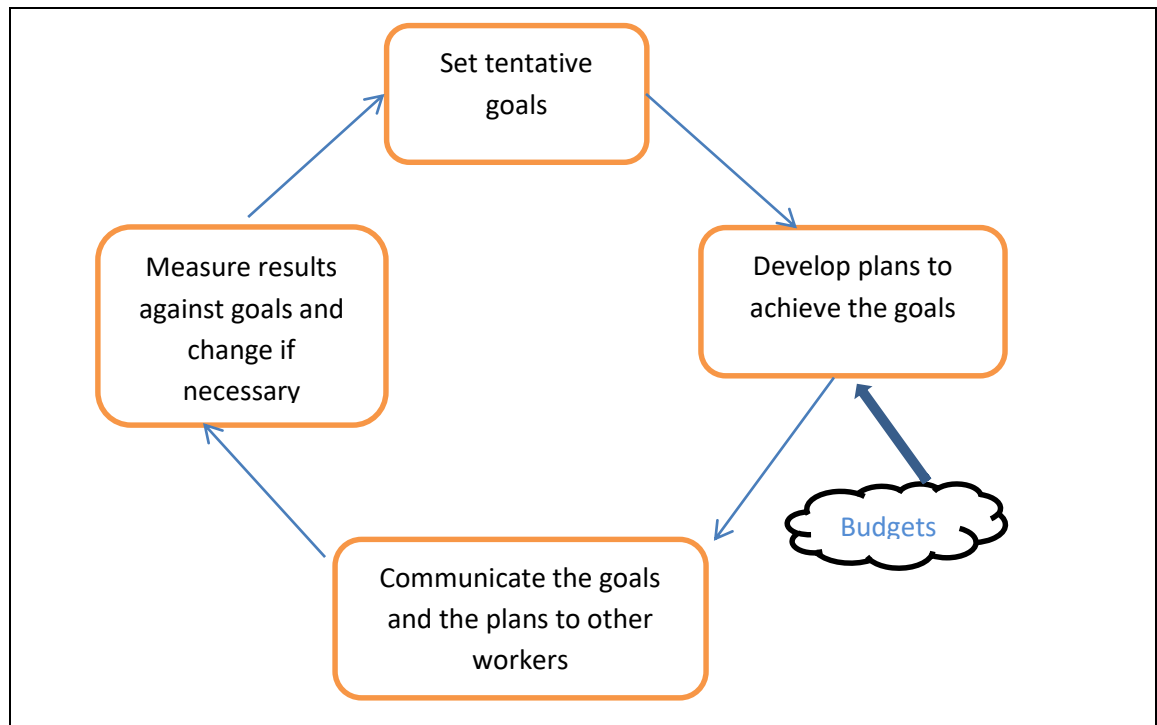 Set tentative
goals
Develop plans to
achieve the goals
Budgets
Communicate the goals
and the plans to other
workers
Measure results
against goals and
change if
necessary